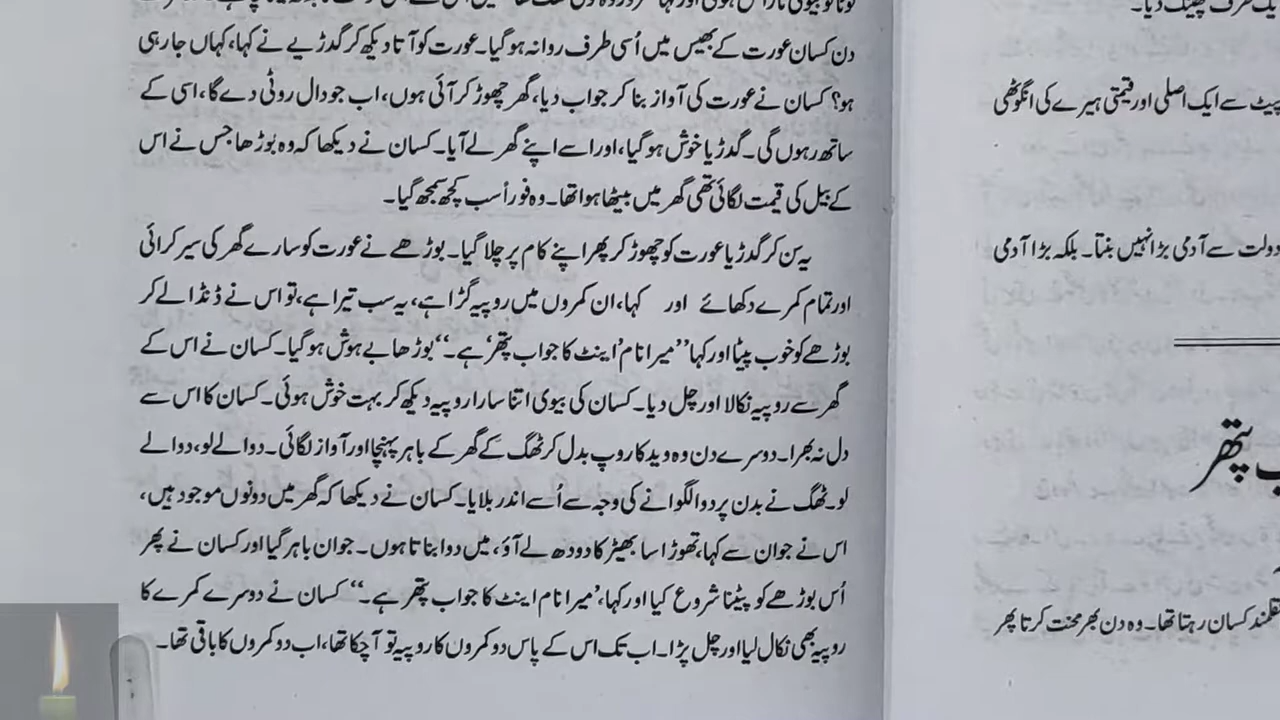 دن کسان عورت کے بھیس میں اُسی طرف روانہ ہوگیا۔ عورت کو آتا دیکھ کر گدڑیے نے کہا، کہاں جا رہی
ہو؟ کسان نے عورت کی آواز بنا کر جواب دیا، گھر چھوڑ کر آئی ہوں، اب جو دال روٹی دے گا، اسی کے
ساتھ رہوں گی۔ گدڑیا خوش ہوگیا، اور اسے اپنے گھر لے آیا۔ کسان نے دیکھا کہ وہ بوڑھا جس نے اس
کے بیل کی قیمت لگائی تھی گھر میں بیٹھا ہوا تھا۔ وہ فوراً سب کچھ سمجھ گیا۔
یہ سن کر گدڑیا عورت کو چھوڑ کر پھر اپنے کام پر چلا گیا۔ بوڑھے نے عورت کو سارے گھر کی سیر کرائی
اور تمام کمرے دکھائے اور کہا، ان کمروں میں روپیہ گڑا ہے، یہ سب تیرا ہے، تو اس نے ڈنڈا لے کر
بوڑھے کو خوب پیٹا اور کہا ’’میرا نام ’اینٹ کا جواب پتھر‘ ہے۔‘‘ بوڑھا بے ہوش ہوگیا۔ کسان نے اس کے
گھر سے روپیہ نکالا اور چل دیا۔ کسان کی بیوی اتنا سارا روپیہ دیکھ کر بہت خوش ہوئی۔ کسان کا اس سے
دل نہ بھرا۔ دوسرے دن وہ وید کا روپ بدل کر ٹھگ کے گھر کے باہر پہنچا اور آواز لگائی۔ دوا لے لو، دوا لے
لو۔ ٹھگ نے بدن پر دوا لگوانے کی وجہ سے اُسے اندر بلایا۔ کسان نے دیکھا کہ گھر میں دونوں موجود ہیں،
اس نے جوان سے کہا، تھوڑا سا بھیڑ کا دودھ لے آؤ، میں دوا بناتا ہوں۔ جوان باہر گیا اور کسان نے پھر
اُس بوڑھے کو پیٹنا شروع کیا اور کہا، ’میرا نام اینٹ کا جواب پتھر ہے۔‘‘ کسان نے دوسرے کمرے کا
روپیہ بھی نکال لیا اور چل پڑا۔ اب تک اس کے پاس دو کمروں کا روپیہ تو آچکا تھا، اب دو کمروں کا باقی تھا۔
یک طرف پھینک دیا۔
پیٹ سے ایک اصلی اور قیمتی ہیرے کی انگوٹھی
دولت سے آدمی بڑا نہیں بنتا۔ بلکہ بڑا آدمی
پتھر
کسان رہتا تھا۔ وہ دن بھر محنت کرتا پھر